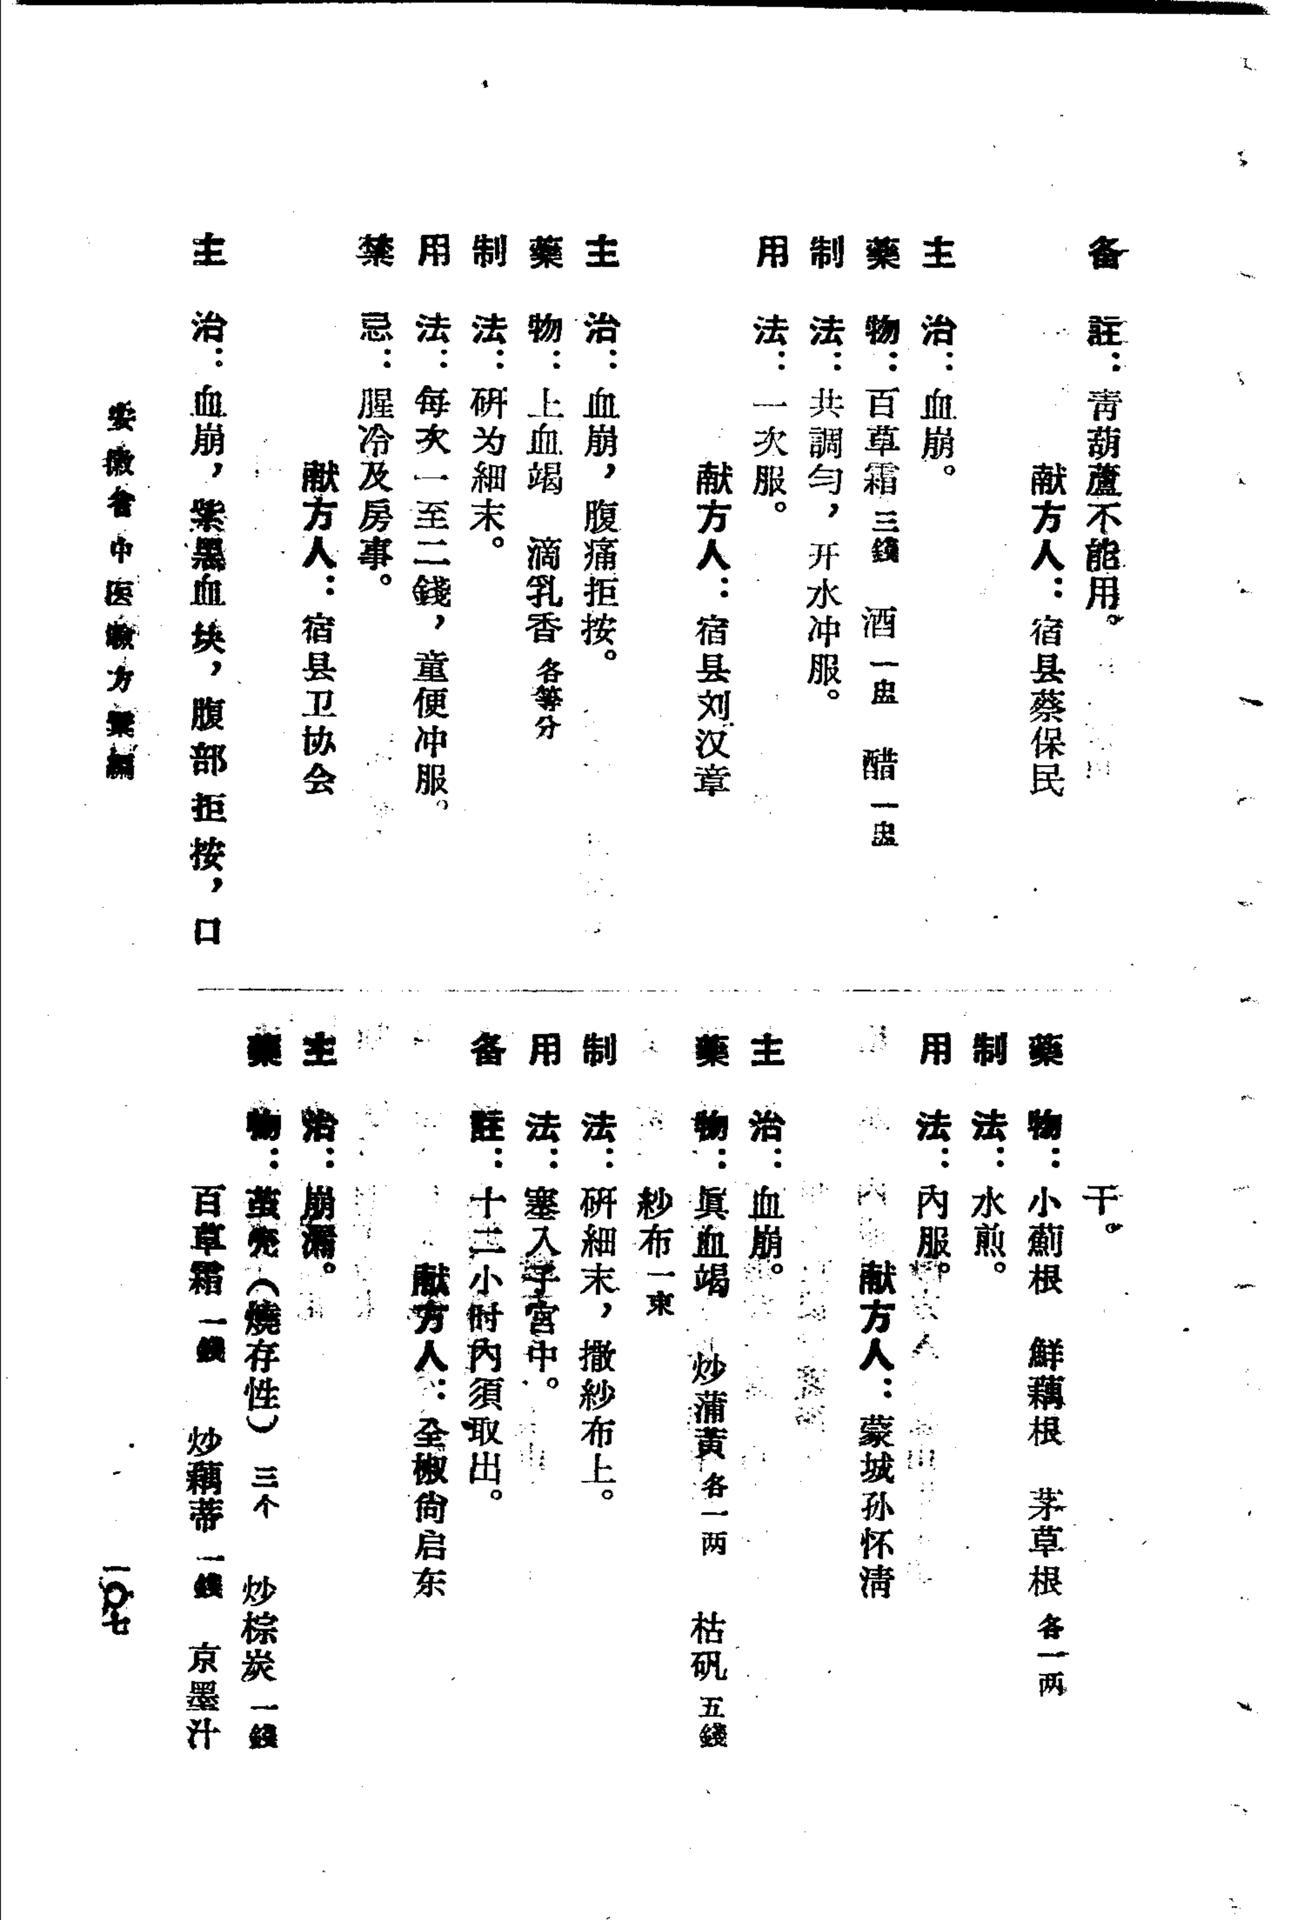 备　註：青葫蘆不能用。
献方人：宿县蔡保民
主　治：血崩。
藥　物：百草霜三錢　酒一盅　醋一盅
制　法：共調匀，开水冲服。
用　法：一次服。
献方人：宿县刘汉章
主　治：血崩，腹痛拒按。
藥　物：上血竭　滴乳香各等分
制　法：研为細末。
用　法：每次一至二錢，童便冲服。
禁　忌：腥冷及房事。
献方人：宿县卫协会
主　治：血崩，紫黑血块，腹部拒按，口
干。
藥　物：小薊根　鮮藕根　茅草根各一两
制　法：水煎。
用　法：內服。
献方人：蒙城孙怀清
主　治：血崩。
藥　物：眞血竭　炒蒲黃各一两　枯矾五錢
紗布一束
制　法：研細末，撒紗布上。
用　法：塞入子宮中。
备　註：十二小时內須取出。
献方人：全椒尙启东
主　治：崩漏。
藥　物：茧壳（燒存性）三个　炒棕炭一錢
百草霜一錢　炒藕蒂一錢　京墨汁
安徽省中医驗方彙編
一〇七